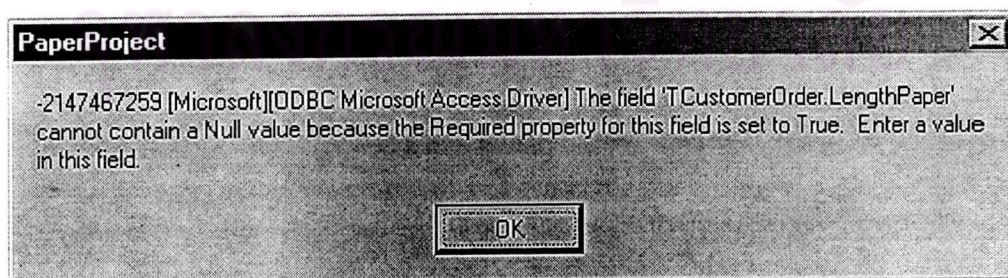 PaperProject
-2147467259 [Microsoft][ODBC Microsoft Access Driver] The field 'TCustomerOrder.LengthPaper'
cannot contain a Null value because the Required property for this field is set to True.  Enter a value
in this field.
OK